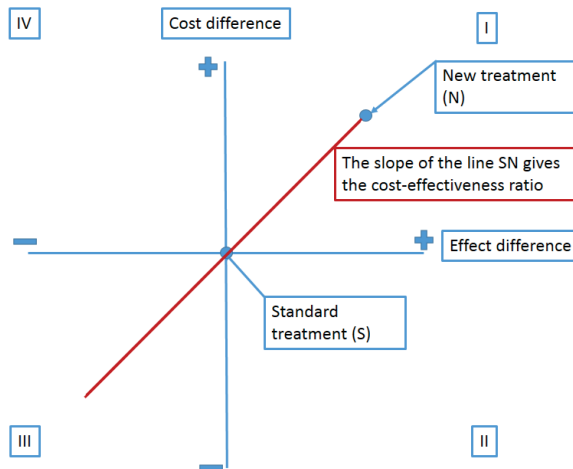 IV
Cost difference
I
New treatment
(N)
The slope of the line SN gives
the cost-effectiveness ratio
Effect difference
Standard
treatment (S)
III
II